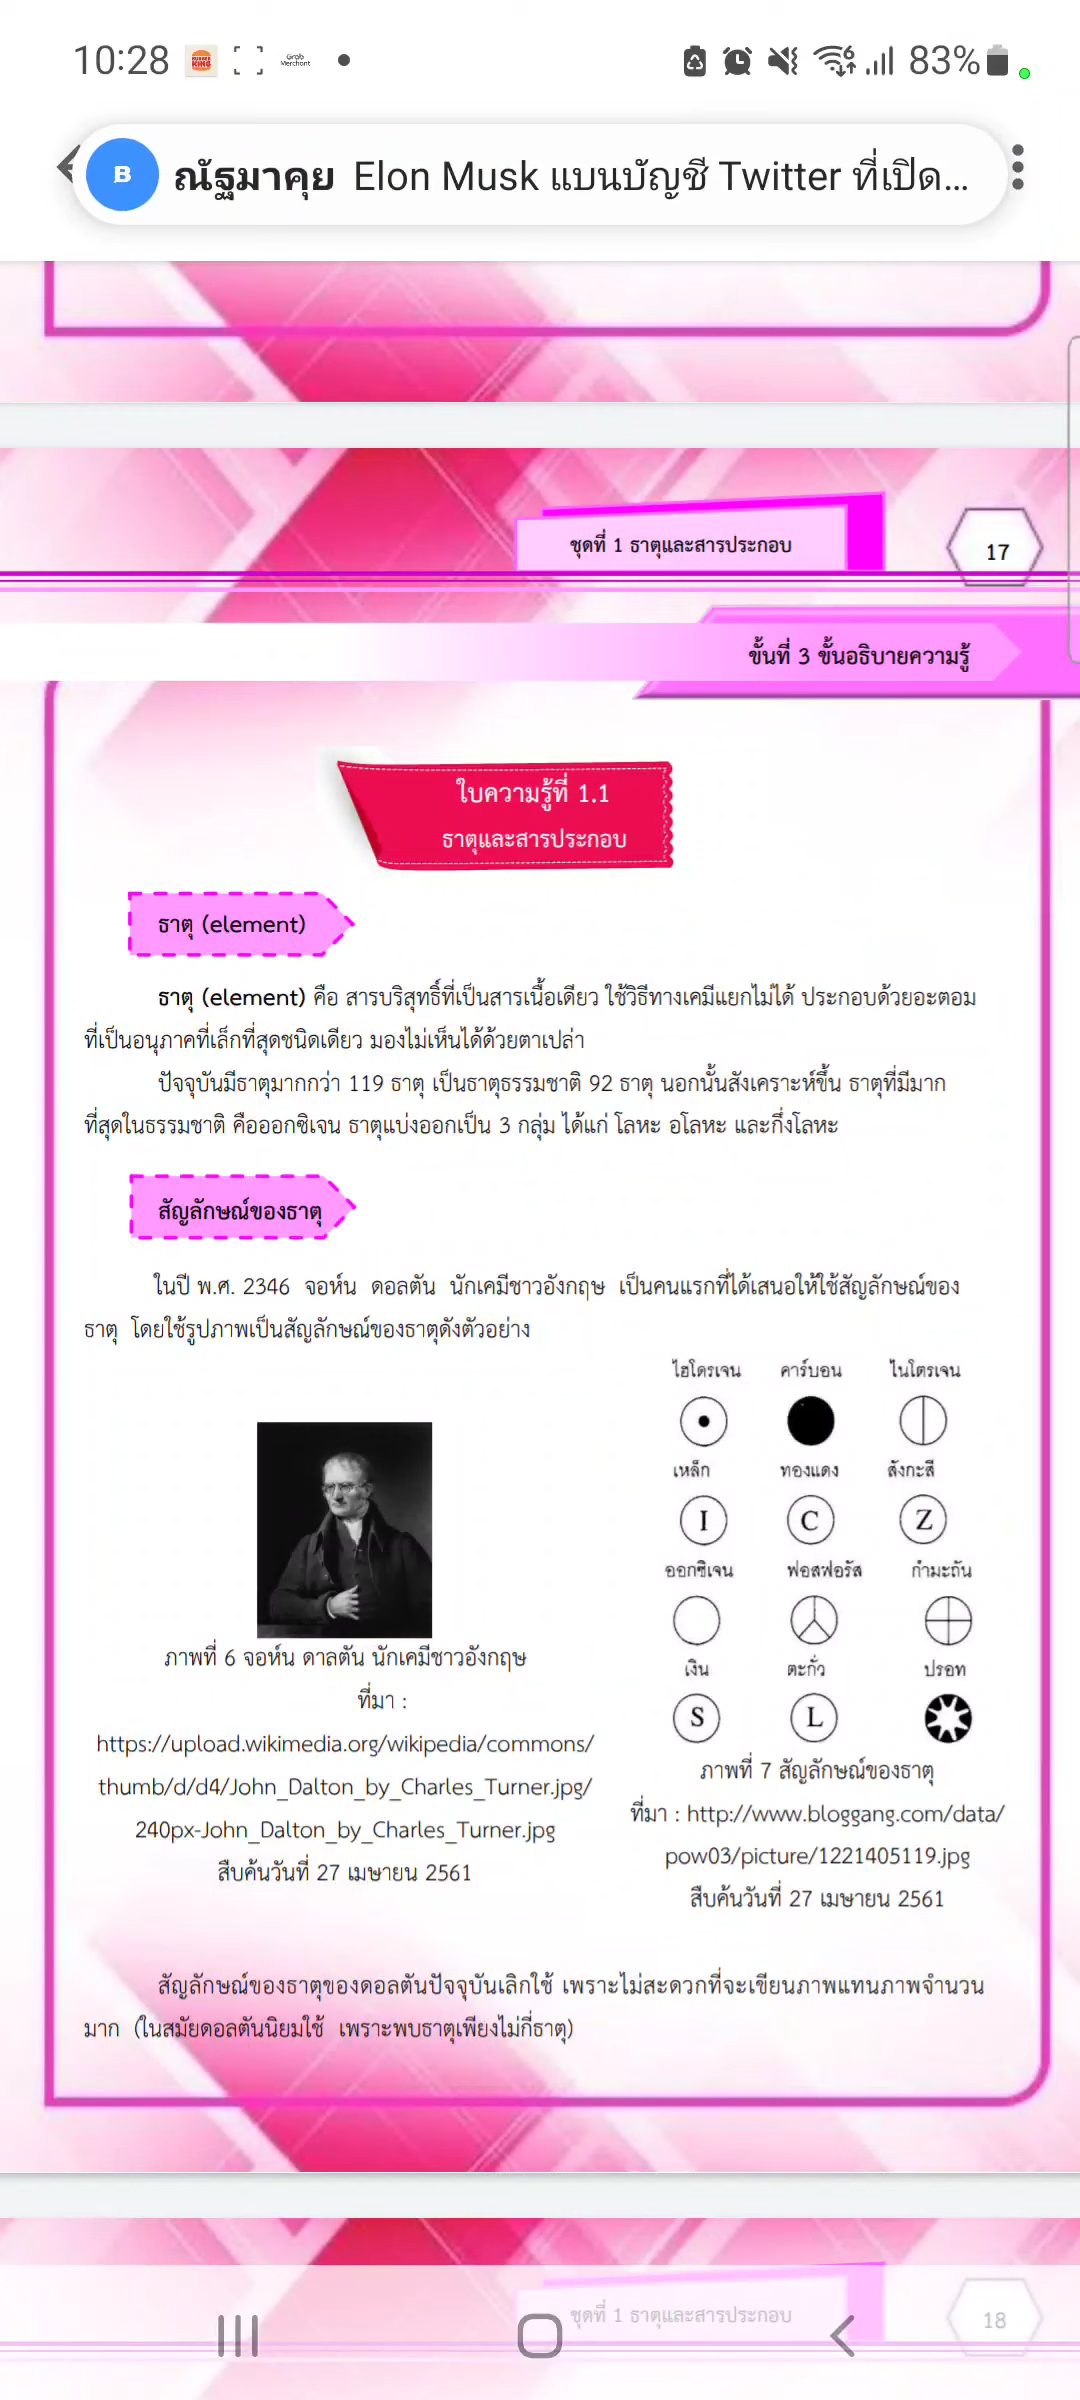 10:28
BURGER KING
Grab Merchant
83%
B ณัฐมาคุย Elon Musk แบนบัญชี Twitter ที่เปิด...
ชุดที่ 1 ธาตุและสารประกอบ
17
ขั้นที่ 3 ขั้นอธิบายความรู้
ใบความรู้ที่ 1.1
ธาตุและสารประกอบ
ธาตุ (element)
ธาตุ (element) คือ สารบริสุทธิ์ที่เป็นสารเนื้อเดียว ใช้วิธีทางเคมีแยกไม่ได้ ประกอบด้วยอะตอม
ที่เป็นอนุภาคที่เล็กที่สุดชนิดเดียว มองไม่เห็นได้ด้วยตาเปล่า
ปัจจุบันมีธาตุมากกว่า 119 ธาตุ เป็นธาตุธรรมชาติ 92 ธาตุ นอกนั้นสังเคราะห์ขึ้น ธาตุที่มีมาก
ที่สุดในธรรมชาติ คือออกซิเจน ธาตุแบ่งออกเป็น 3 กลุ่ม ได้แก่ โลหะ อโลหะ และกึ่งโลหะ
สัญลักษณ์ของธาตุ
ในปี พ.ศ. 2346 จอห์น ดอลตัน นักเคมีชาวอังกฤษ เป็นคนแรกที่ได้เสนอให้ใช้สัญลักษณ์ของ
ธาตุ โดยใช้รูปภาพเป็นสัญลักษณ์ของธาตุดังตัวอย่าง
ไฮโดรเจน คาร์บอน ไนโตรเจน
เหล็ก ทองแดง สังกะสี
I C Z
ออกซิเจน ฟอสฟอรัส กำมะถัน
เงิน ตะกั่ว ปรอท
S L
ภาพที่ 6 จอห์น ดาลตัน นักเคมีชาวอังกฤษ
ที่มา :
https://upload.wikimedia.org/wikipedia/commons/
thumb/d/d4/John_Dalton_by_Charles_Turner.jpg/
240px-John_Dalton_by_Charles_Turner.jpg
สืบค้นวันที่ 27 เมษายน 2561
ภาพที่ 7 สัญลักษณ์ของธาตุ
ที่มา : http://www.bloggang.com/data/
pow03/picture/1221405119.jpg
สืบค้นวันที่ 27 เมษายน 2561
สัญลักษณ์ของธาตุของดอลตันปัจจุบันเลิกใช้ เพราะไม่สะดวกที่จะเขียนภาพแทนภาพจำนวน
มาก (ในสมัยดอลตันนิยมใช้ เพราะพบธาตุเพียงไม่กี่ธาตุ)
ชุดที่ 1 ธาตุและสารประกอบ
18